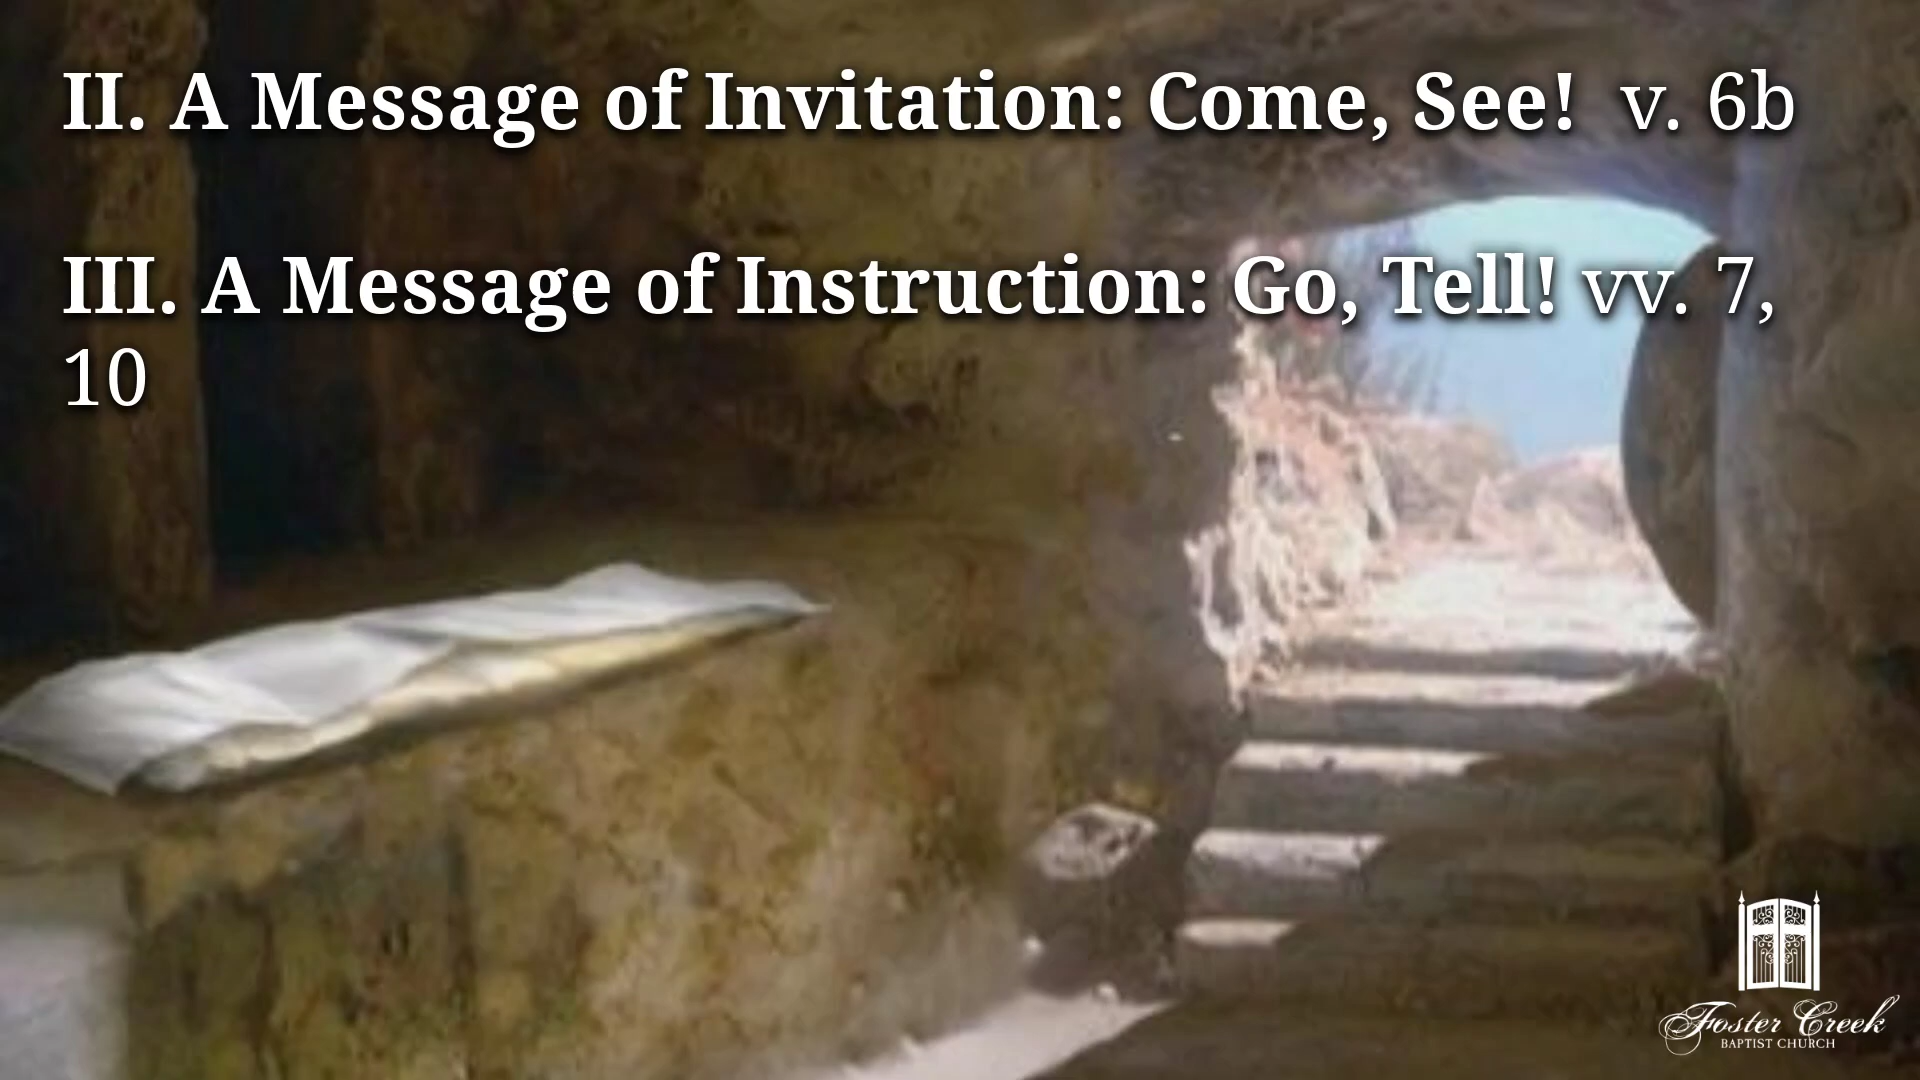 II. A Message of Invitation: Come, See!  v. 6b
III. A Message of Instruction: Go, Tell! vv. 7,
10
Foster Creek
BAPTIST CHURCH